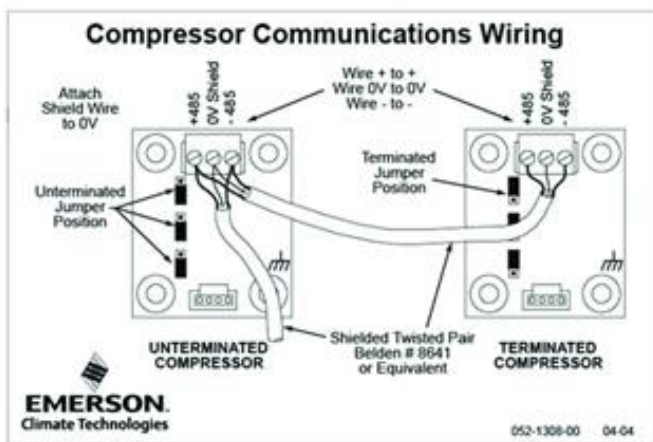 Compressor Communications Wiring
Attach
Shield Wire
to 0V
+485
0V Shield
- 485
Wire + to +
Wire 0V to 0V
Wire - to -
+485
0V Shield
- 485
Unterminated
Jumper
Position
Terminated
Jumper
Position
UNTERMINATED
COMPRESSOR
Shielded Twisted Pair
Belden # 8641
or Equivalent
TERMINATED
COMPRESSOR
EMERSON.
Climate Technologies
052-1308-00 04-04